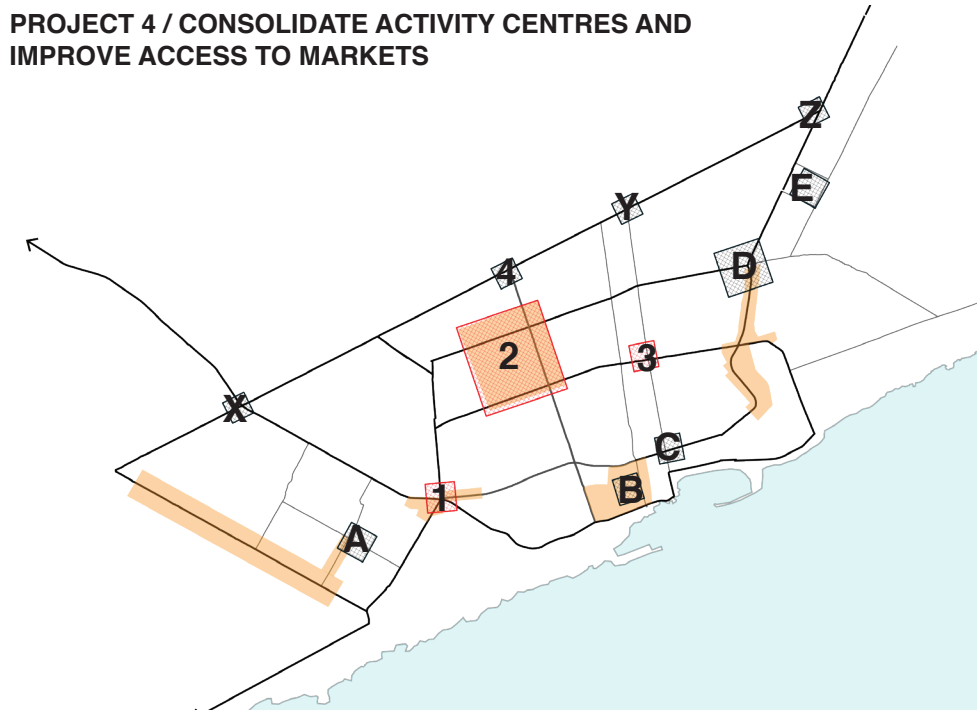 PROJECT 4 / CONSOLIDATE ACTIVITY CENTRES AND
IMPROVE ACCESS TO MARKETS
Z
E
Y
D
4
2
3
X
C
B
1
A